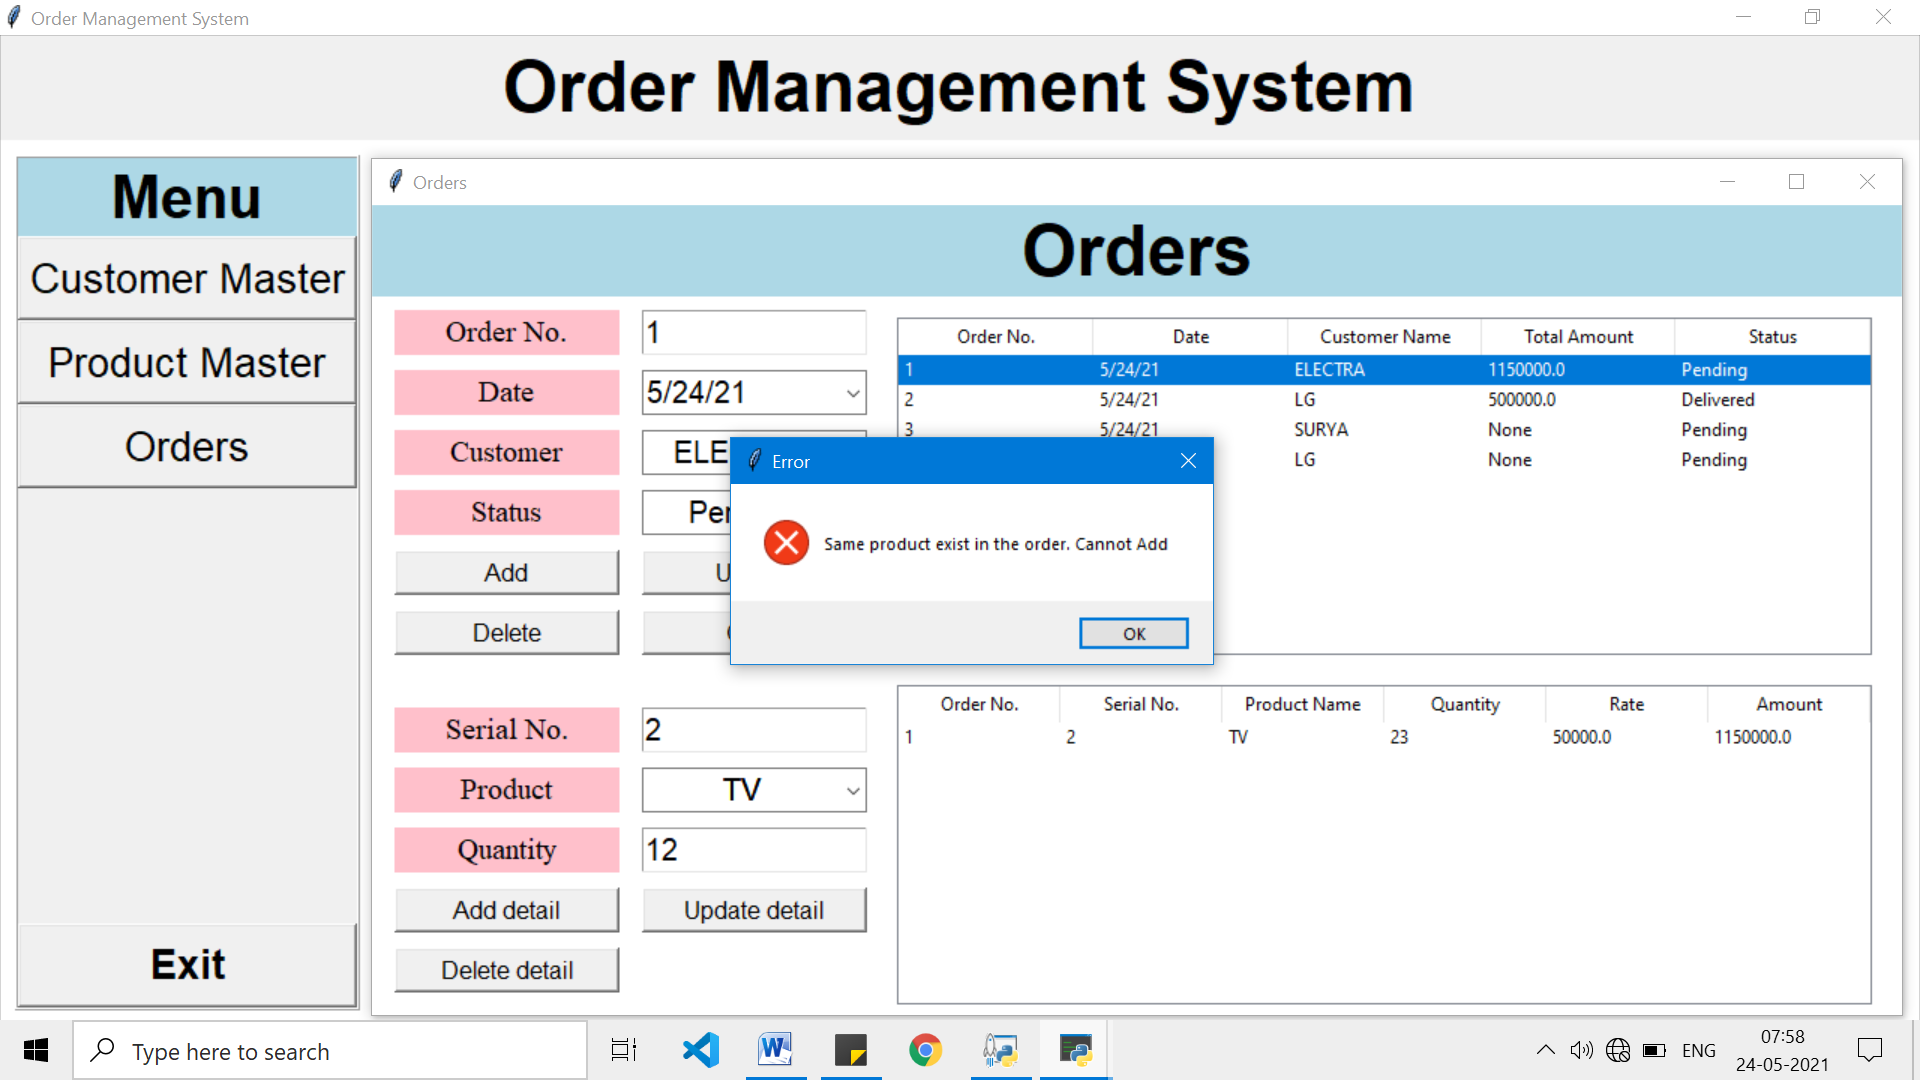 Order Management System
Order Management System
Menu
Customer Master
Product Master
Orders
Exit
Orders
Orders
Order No.
1
Date
5/24/21
Customer
ELE
Status
Per
Add
U
Delete
Order No. Date Customer Name Total Amount Status
1 5/24/21 ELECTRA 1150000.0 Pending
2 5/24/21 LG 500000.0 Delivered
3 5/24/21 SURYA None Pending
LG None Pending
Error
Same product exist in the order. Cannot Add
OK
Serial No.
2
Product
TV
Quantity
12
Add detail
Update detail
Delete detail
Order No. Serial No. Product Name Quantity Rate Amount
1 2 TV 23 50000.0 1150000.0
Type here to search
ENG
07:58
24-05-2021